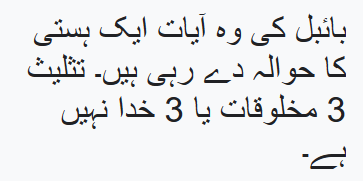 بائبل کی وہ آیات ایک ہستی
کا حوالہ دے رہی ہیں۔ تثلیث
3 مخلوقات یا 3 خدا نہیں
ہے۔